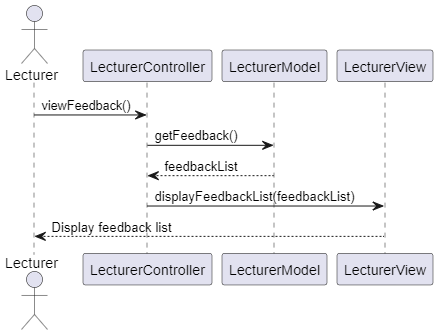 Lecturer
LecturerController
LecturerModel
LecturerView
viewFeedback()
getFeedback()
feedbackList
displayFeedbackList(feedbackList)
Display feedback list
Lecturer
LecturerController
LecturerModel
LecturerView